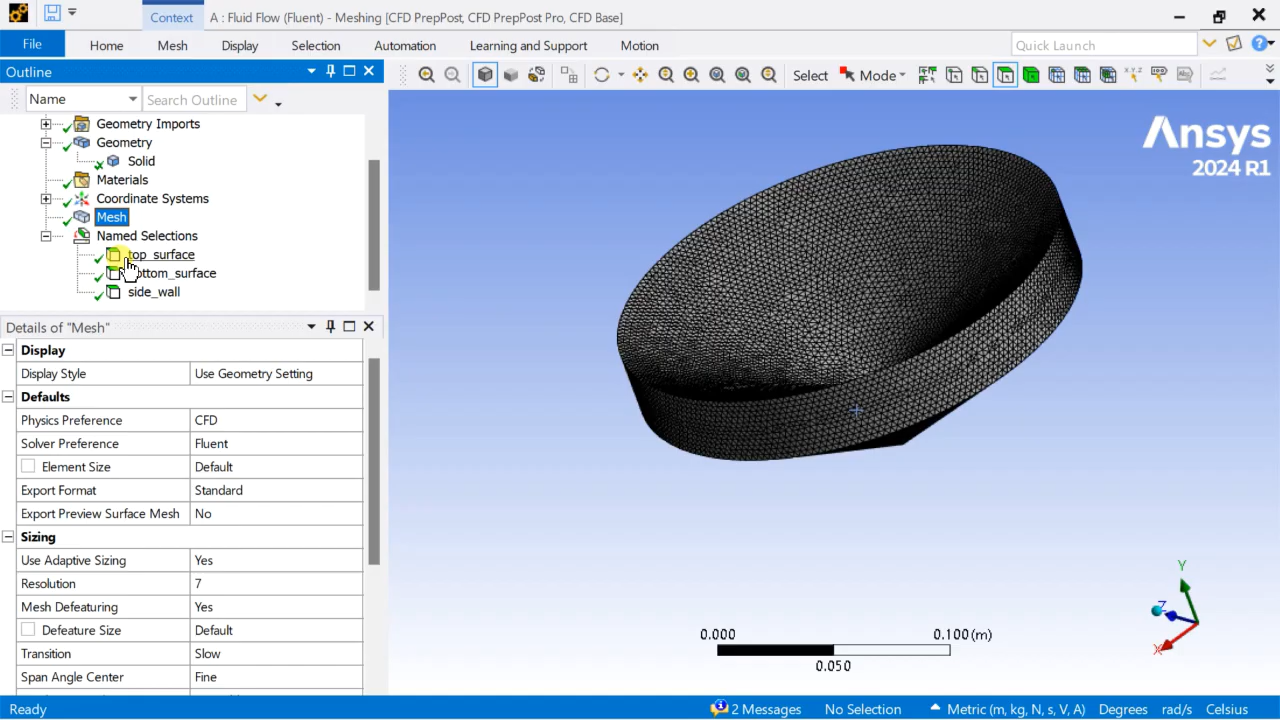 Context
A : Fluid Flow (Fluent) - Meshing [CFD PrepPost, CFD PrepPost Pro, CFD Base]
File
Home
Mesh
Display
Selection
Automation
Learning and Support
Motion
Quick Launch
Outline
Select
Mode
Name
Search Outline
Geometry Imports
Geometry
Solid
Materials
Coordinate Systems
Mesh
Named Selections
top_surface
bottom_surface
side_wall
Details of "Mesh"
Display
Display Style Use Geometry Setting
Defaults
Physics Preference CFD
Solver Preference Fluent
Element Size Default
Export Format Standard
Export Preview Surface Mesh No
Sizing
Use Adaptive Sizing Yes
Resolution 7
Mesh Defeaturing Yes
Defeature Size Default
Transition Slow
Span Angle Center Fine
Ansys
2024 R1
0.000
0.100 (m)
0.050
Y
Z
X
Ready
2 Messages
No Selection
Metric (m, kg, N, s, V, A)
Degrees
rad/s
Celsius